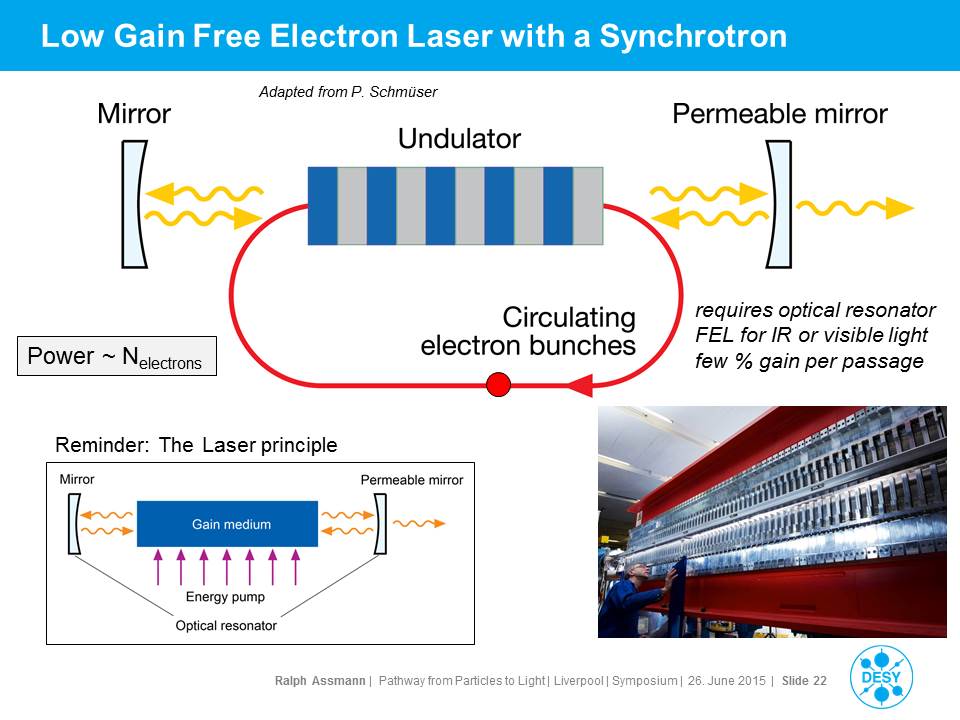 Low Gain Free Electron Laser with a Synchrotron
Adapted from P. Schmüser
Mirror
Permeable mirror
Undulator
Circulating
electron bunches
requires optical resonator
FEL for IR or visible light
few % gain per passage
Power ~ Nelectrons
Reminder: The Laser principle
Mirror
Permeable mirror
Gain medium
Energy pump
Optical resonator
Ralph Assmann | Pathway from Particles to Light | Liverpool | Symposium | 26. June 2015 | Slide 22
DESY